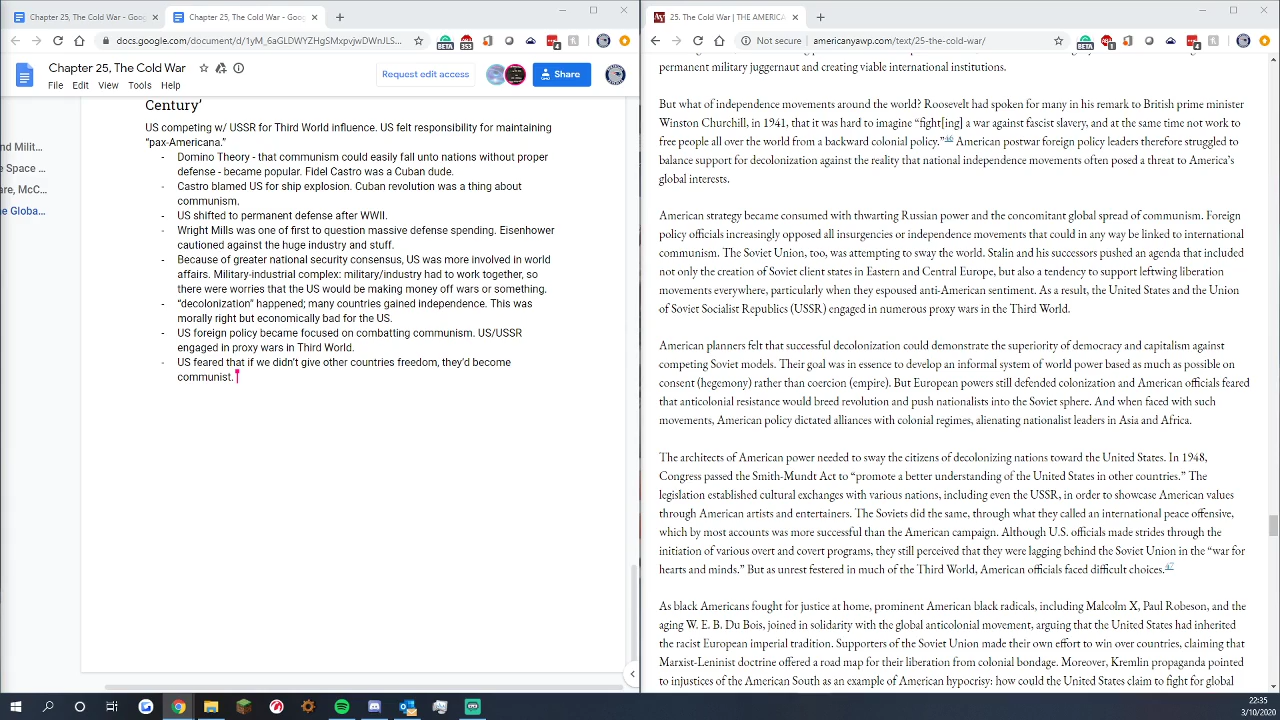 Chapter 25, The Cold War - Goog
Chapter 25, The Cold War - Goog
docs.google.com/document/d/1yM_6aGLDWYZHgSMxpvjwDWnJLS...
BETA
353
4
Chapter 25, The Cold War
File Edit View Tools Help
Request edit access
Share
nd Milit...
e Space ...
are, McC...
e Globa...
Century'
US competing w/ USSR for Third World influence. US felt responsibility for maintaining
"pax-Americana."
- Domino Theory - that communism could easily fall unto nations without proper
defense - became popular. Fidel Castro was a Cuban dude.
- Castro blamed US for ship explosion. Cuban revolution was a thing about
communism.
- US shifted to permanent defense after WWII.
- Wright Mills was one of first to question massive defense spending. Eisenhower
cautioned against the huge industry and stuff.
- Because of greater national security consensus, US was more involved in world
affairs. Military-industrial complex: military/industry had to work together, so
there were worries that the US would be making money off wars or something.
- "decolonization" happened; many countries gained independence. This was
morally right but economically bad for the US.
- US foreign policy became focused on combatting communism. US/USSR
engaged in proxy wars in Third World.
- US feared that if we didn't give other countries freedom, they'd become
communist.
25. The Cold War | THE AMERICA
Not secure americanyawp.com/text/25-the-cold-war/
BETA
1
4
permanent military juggernaut and creating viable international institutions.
But what of independence movements around the world? Roosevelt had spoken for many in his remark to British prime minister
Winston Churchill, in 1941, that it was hard to imagine “fight[ing] a war against fascist slavery, and at the same time not work to
free people all over the world from a backward colonial policy.”46 American postwar foreign policy leaders therefore struggled to
balance support for decolonization against the reality that national independence movements often posed a threat to America’s
global interests.
American strategy became consumed with thwarting Russian power and the concomitant global spread of communism. Foreign
policy officials increasingly opposed all insurgencies or independence movements that could in any way be linked to international
communism. The Soviet Union, too, was attempting to sway the world. Stalin and his successors pushed an agenda that included
not only the creation of Soviet client states in Eastern and Central Europe, but also a tendency to support leftwing liberation
movements everywhere, particularly when they espoused anti-American sentiment. As a result, the United States and the Union
of Soviet Socialist Republics (USSR) engaged in numerous proxy wars in the Third World.
American planners felt that successful decolonization could demonstrate the superiority of democracy and capitalism against
competing Soviet models. Their goal was in essence to develop an informal system of world power based as much as possible on
consent (hegemony) rather than coercion (empire). But European powers still defended colonization and American officials feared
that anticolonial resistance would breed revolution and push nationalists into the Soviet sphere. And when faced with such
movements, American policy dictated alliances with colonial regimes, alienating nationalist leaders in Asia and Africa.
The architects of American power needed to sway the citizens of decolonizing nations toward the United States. In 1948,
Congress passed the Smith-Mundt Act to “promote a better understanding of the United States in other countries.” The
legislation established cultural exchanges with various nations, including even the USSR, in order to showcase American values
through American artists and entertainers. The Soviets did the same, through what they called an international peace offensive,
which by most accounts was more successful than the American campaign. Although U.S. officials made strides through the
initiation of various overt and covert programs, they still perceived that they were lagging behind the Soviet Union in the “war for
hearts and minds.” But as unrest festered in much of the Third World, American officials faced difficult choices.47
As black Americans fought for justice at home, prominent American black radicals, including Malcolm X, Paul Robeson, and the
aging W. E. B. Du Bois, joined in solidarity with the global anticolonial movement, arguing that the United States had inherited
the racist European imperial tradition. Supporters of the Soviet Union made their own effort to win over countries, claiming that
Marxist-Leninist doctrine offered a road map for their liberation from colonial bondage. Moreover, Kremlin propaganda pointed
to injustices of the American South as an example of American hypocrisy: how could the United States claim to fight for global
22:35
3/10/2020